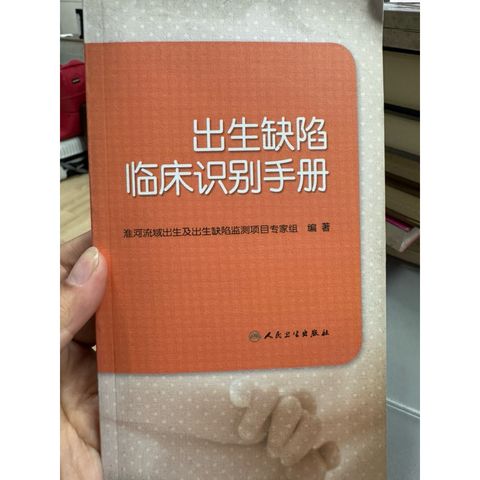 出生缺陷
临床识别手册
淮河流域出生及出生缺陷监测项目专家组 编 著
人民卫生出版社